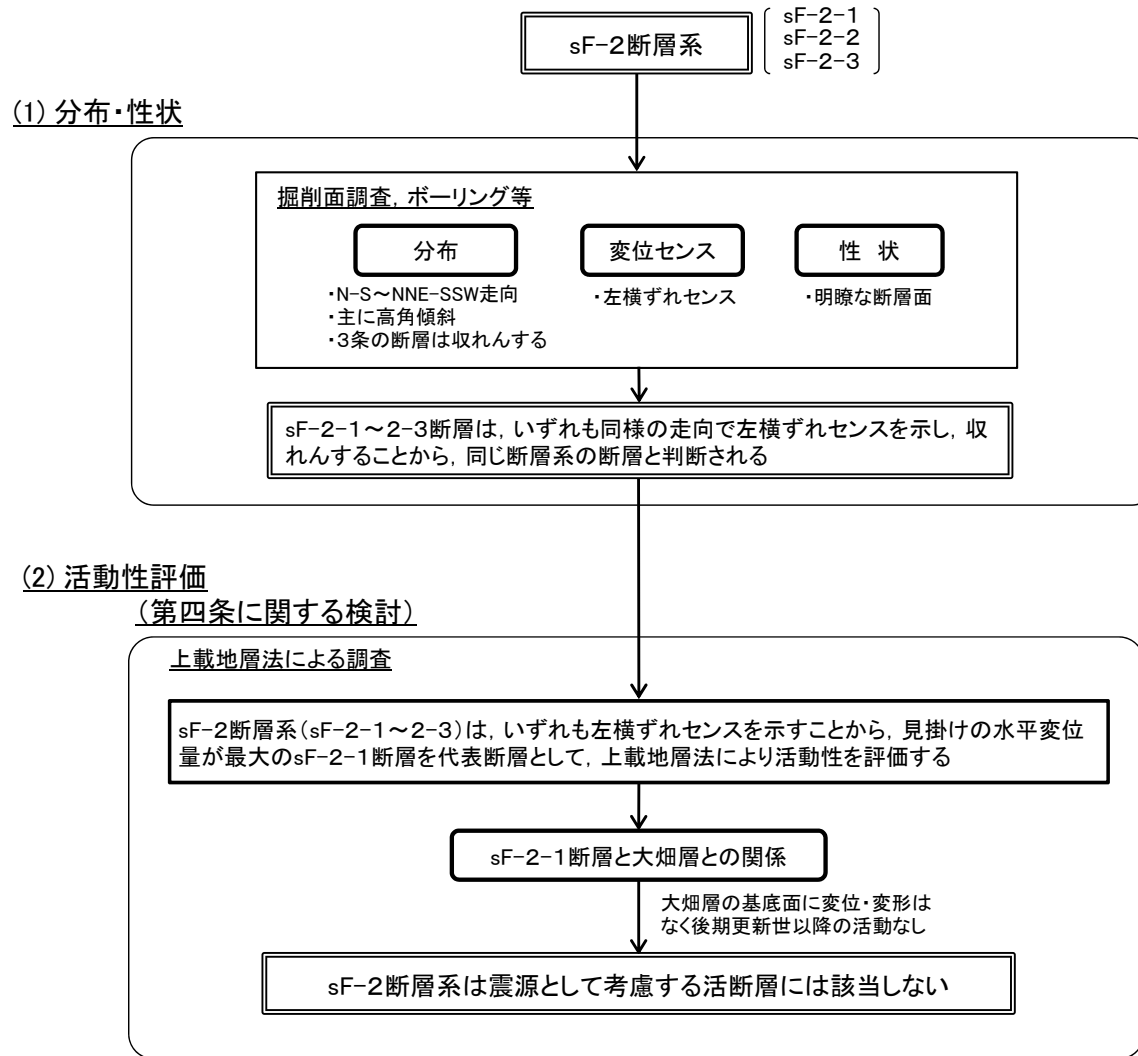 sF-2断層系
sF-2-1
sF-2-2
sF-2-3
(1) 分布・性状
掘削面調査，ボーリング等
分布
変位センス
性 状
・N-S～NNE-SSW走向
・主に高角傾斜
・3条の断層は収れんする
・左横ずれセンス
・明瞭な断層面
sF-2-1～2-3断層は，いずれも同様の走向で左横ずれセンスを示し，収
れんすることから，同じ断層系の断層と判断される
(2) 活動性評価
（第四条に関する検討）
上載地層法による調査
sF-2断層系（sF-2-1～2-3）は，いずれも左横ずれセンスを示すことから，見掛けの水平変位
量が最大のsF-2-1断層を代表断層として，上載地層法により活動性を評価する
sF-2-1断層と大畑層との関係
大畑層の基底面に変位・変形は
なく後期更新世以降の活動なし
sF-2断層系は震源として考慮する活断層には該当しない